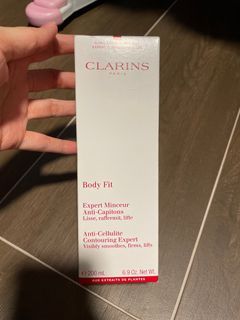 CLARINS
PARIS
Body Fit
Expert Minceur
Anti-Capitons
Lisse, raffermit, lifte
Anti-Cellulite
Contouring Expert
Visibly smoothes, firms, lifts
200 mL 6.9 Oz. Net Wt.
AUX EXTRAITS DE PLANTES